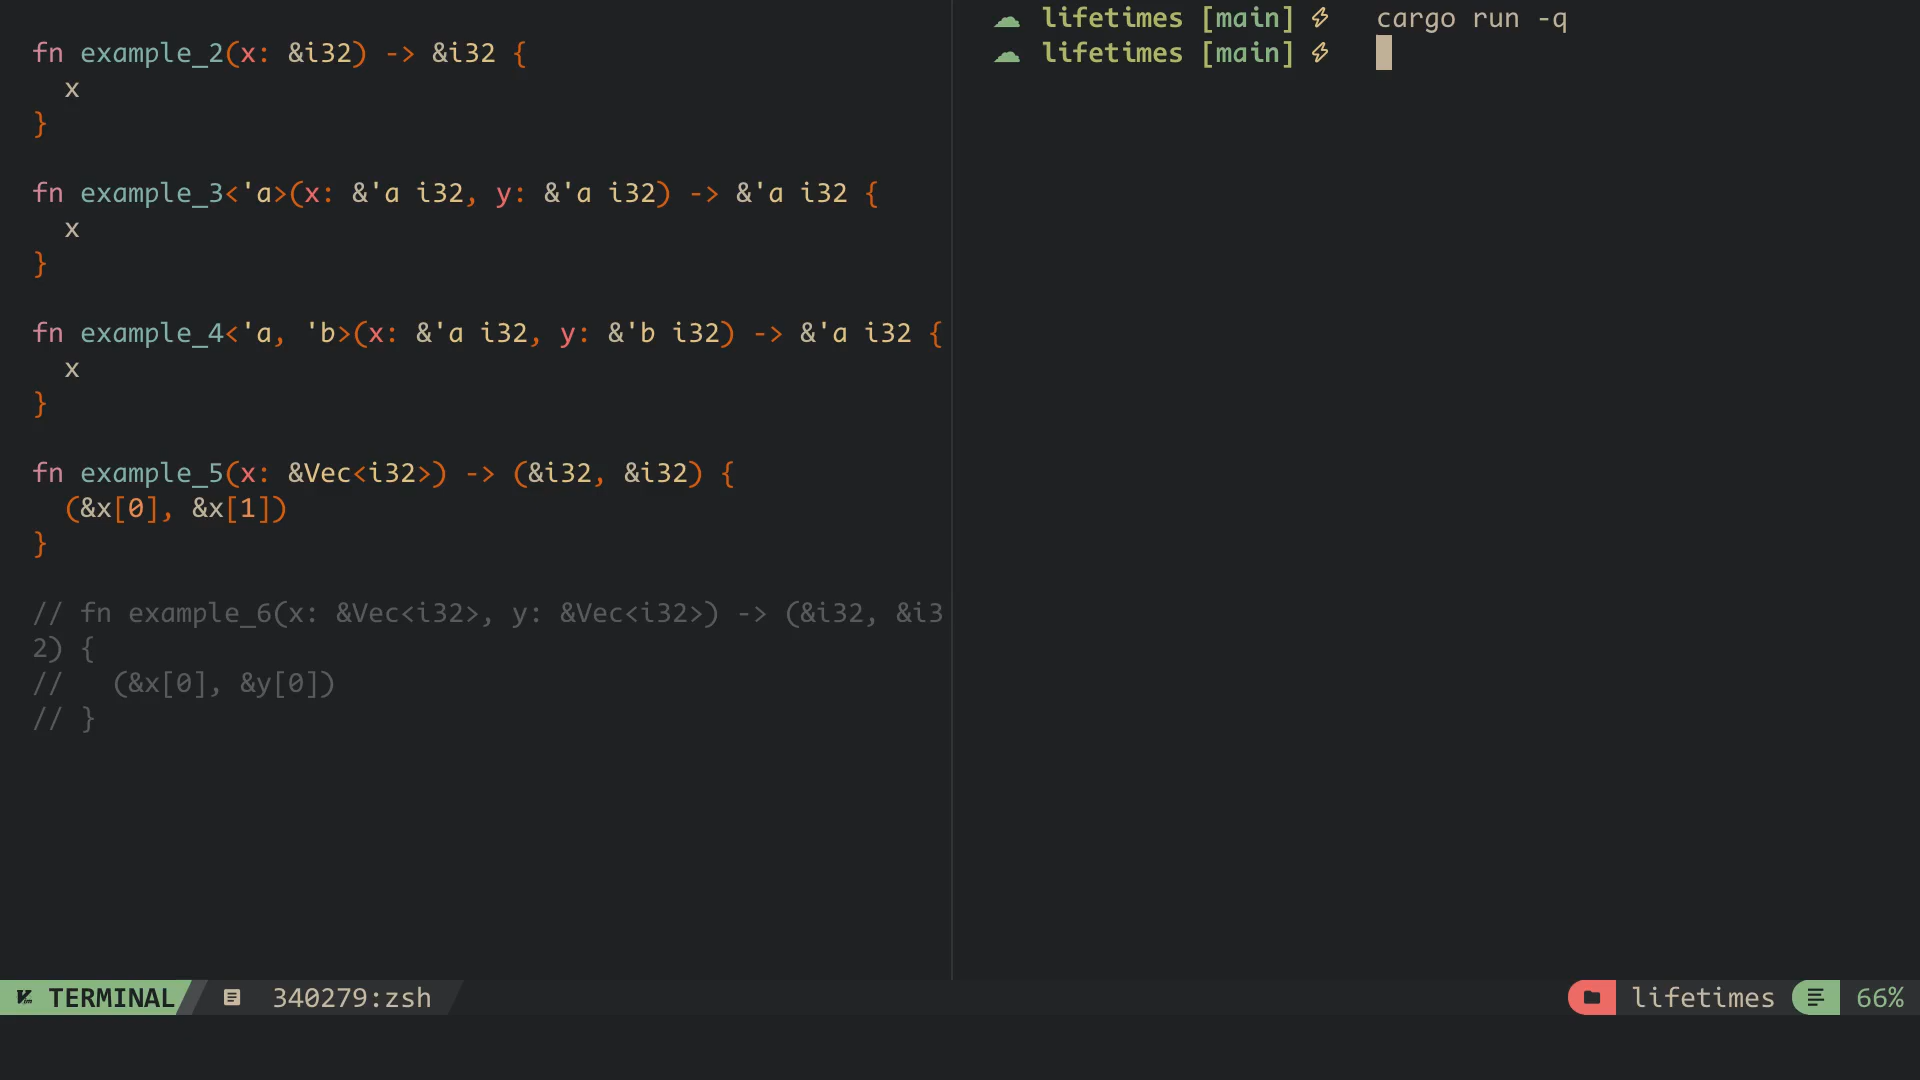 fn example_2(x: &i32) -> &i32 {
  x
}

fn example_3<'a>(x: &'a i32, y: &'a i32) -> &'a i32 {
  x
}

fn example_4<'a, 'b>(x: &'a i32, y: &'b i32) -> &'a i32 {
  x
}

fn example_5(x: &Vec<i32>) -> (&i32, &i32) {
  (&x[0], &x[1])
}

// fn example_6(x: &Vec<i32>, y: &Vec<i32>) -> (&i32, &i3
2) {
//   (&x[0], &y[0])
// }
lifetimes [main] cargo run -q
lifetimes [main]
TERMINAL 340279:zsh lifetimes 66%